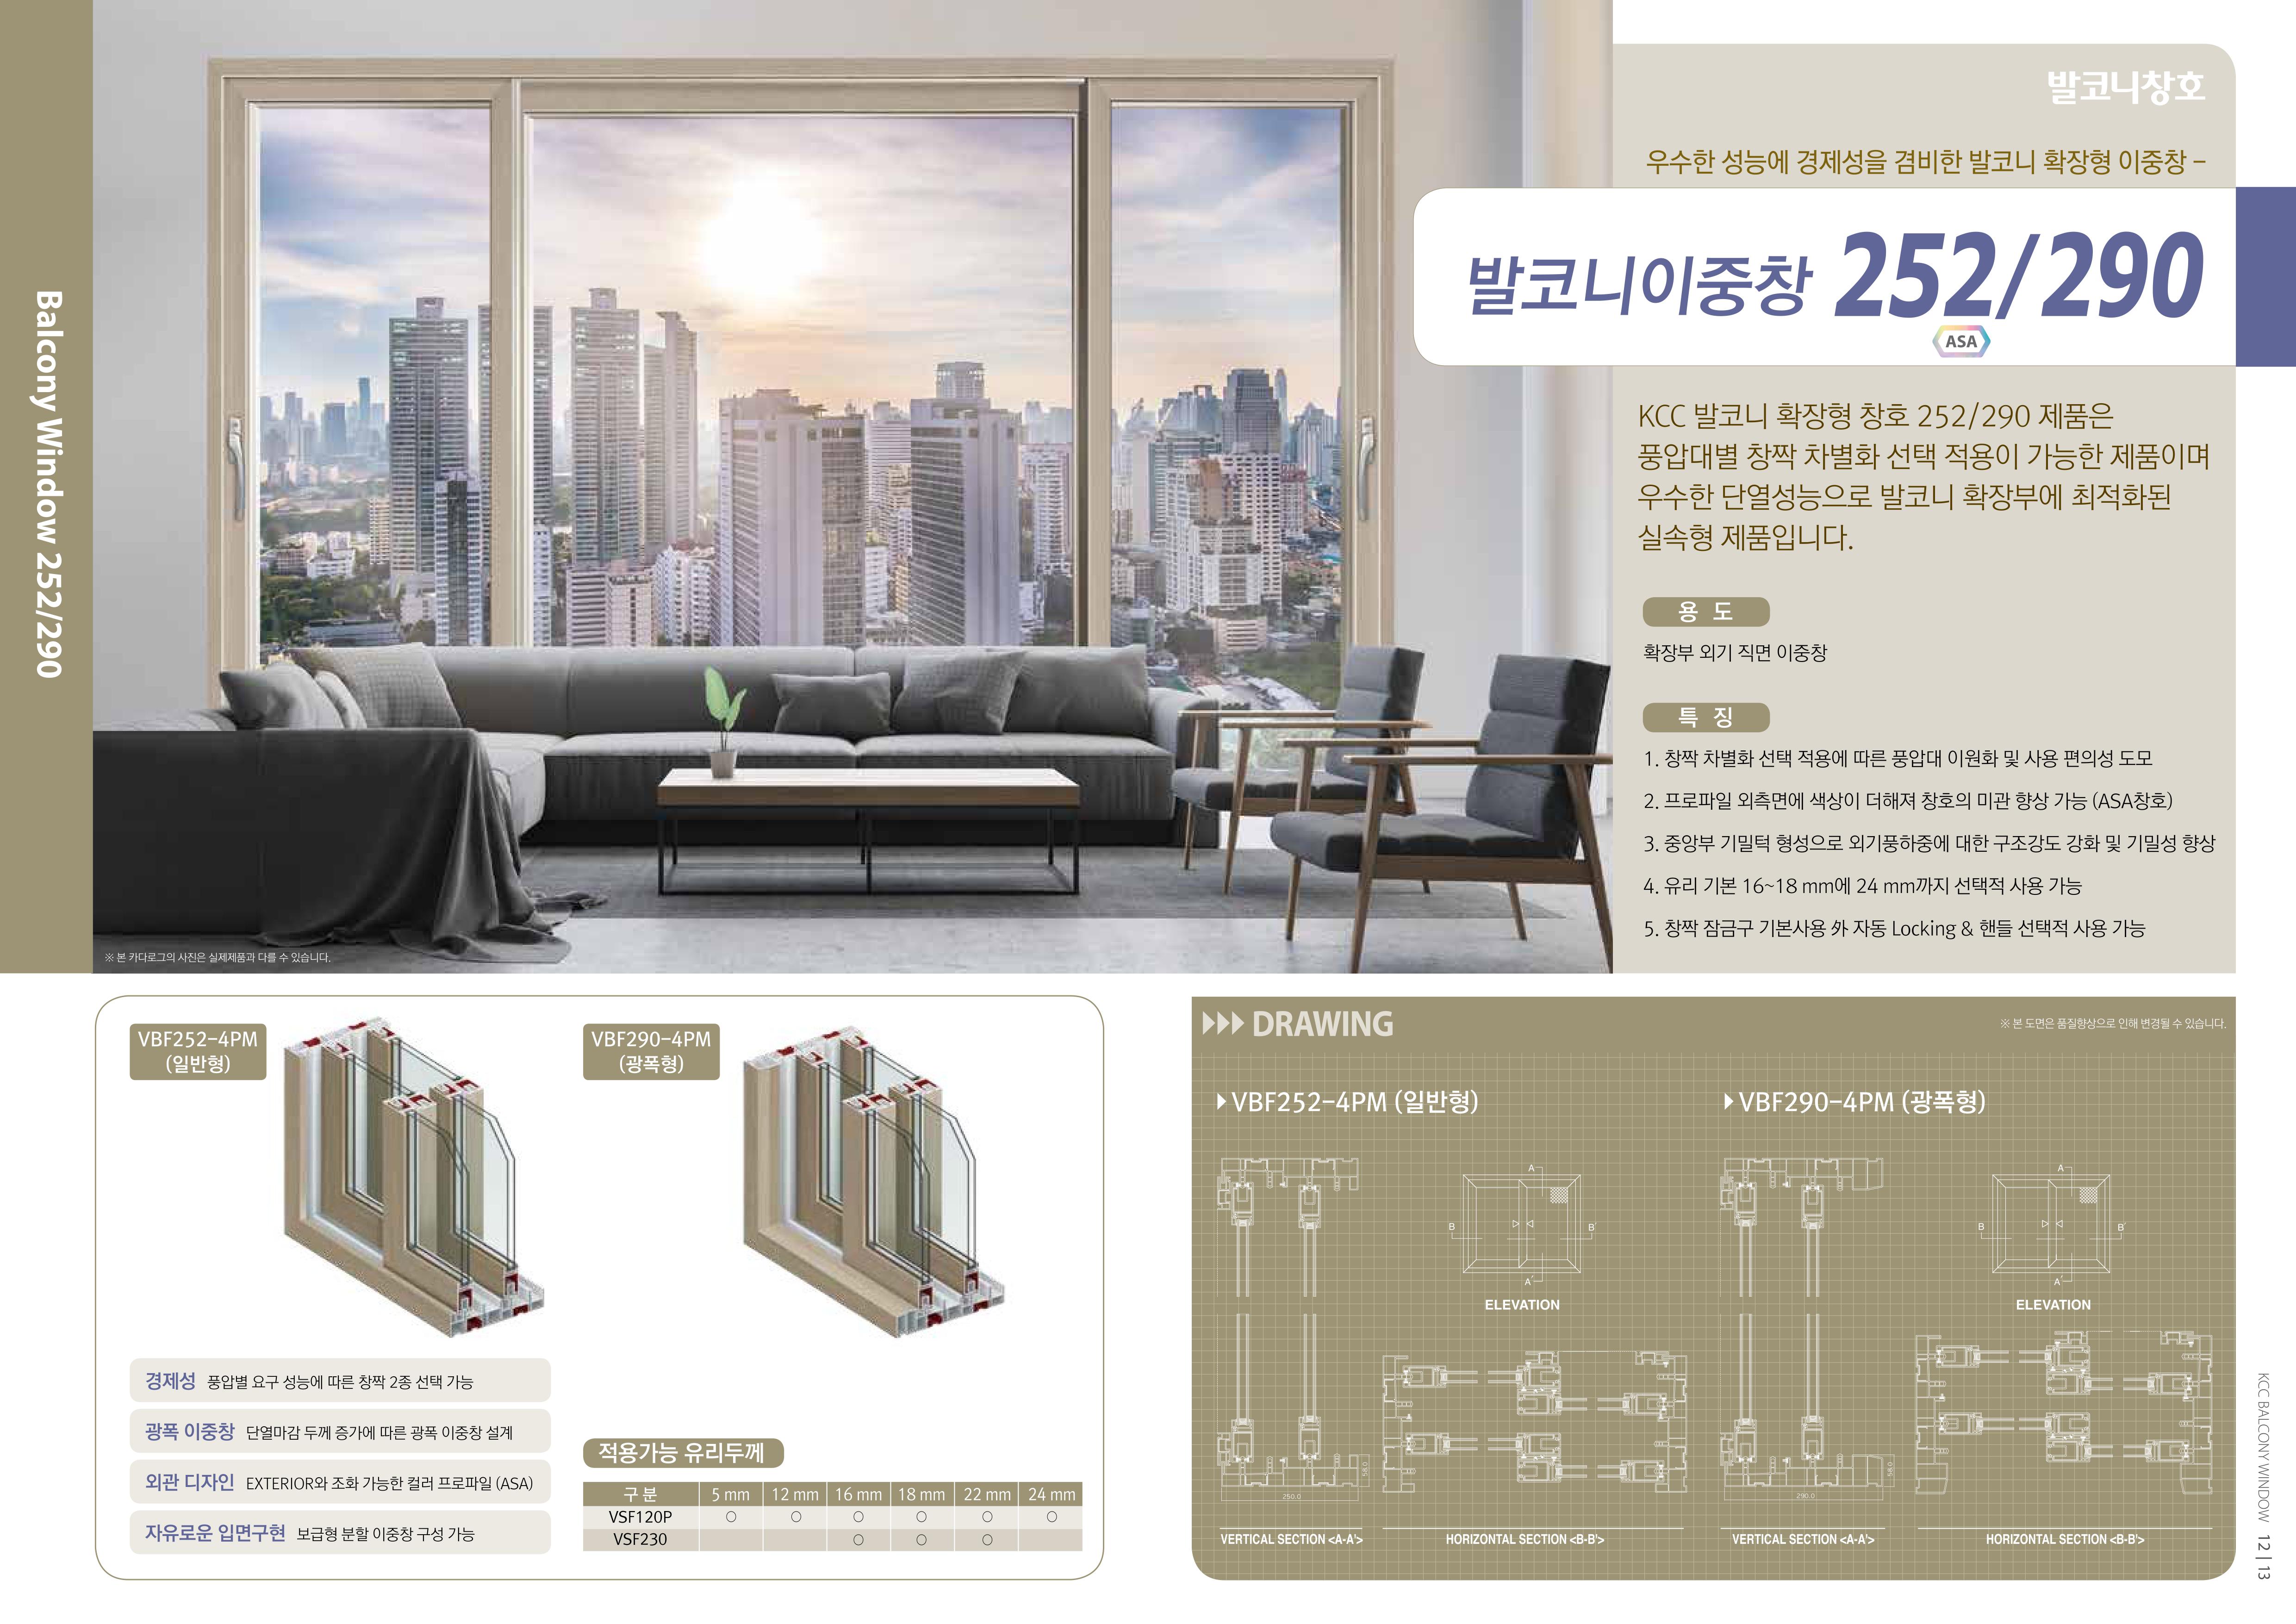 Balcony Window 252/290
발코니창호
우수한 성능에 경제성을 겸비한 발코니 확장형 이중창 –
발코니이중창 252/290
ASA
KCC 발코니 확장형 창호 252/290 제품은
풍압대별 창짝 차별화 선택 적용이 가능한 제품이며
우수한 단열성능으로 발코니 확장부에 최적화된
실속형 제품입니다.
용 도
확장부 외기 직면 이중창
특 징
1. 창짝 차별화 선택 적용에 따른 풍압대 이원화 및 사용 편의성 도모
2. 프로파일 외측면에 색상이 더해져 창호의 미관 향상 가능 (ASA창호)
3. 중앙부 기밀턱 형성으로 외기풍하중에 대한 구조강도 강화 및 기밀성 향상
4. 유리 기본 16~18 mm에 24 mm까지 선택적 사용 가능
5. 창짝 잠금구 기본사용 外 자동 Locking & 핸들 선택적 사용 가능
※ 본 카다로그의 사진은 실제제품과 다를 수 있습니다.
VBF252-4PM
(일반형)
VBF290-4PM
(광폭형)
경제성 풍압별 요구 성능에 따른 창짝 2종 선택 가능
광폭 이중창 단열마감 두께 증가에 따른 광폭 이중창 설계
외관 디자인 EXTERIOR와 조화 가능한 컬러 프로파일 (ASA)
자유로운 입면구현 보급형 분할 이중창 구성 가능
적용가능 유리두께
구 분 5 mm 12 mm 16 mm 18 mm 22 mm 24 mm
VSF120P ○ ○ ○ ○ ○ ○
VSF230 ○ ○ ○
DRAWING
※ 본 도면은 품질향상으로 인해 변경될 수 있습니다.
VBF252-4PM (일반형)
A
B B'
A'
ELEVATION
58.0
250.0
VERTICAL SECTION <A-A'>
HORIZONTAL SECTION <B-B'>
VBF290-4PM (광폭형)
A
B B'
A'
ELEVATION
58.0
290.0
VERTICAL SECTION <A-A'>
HORIZONTAL SECTION <B-B'>
KCC BALCONY WINDOW 12 | 13